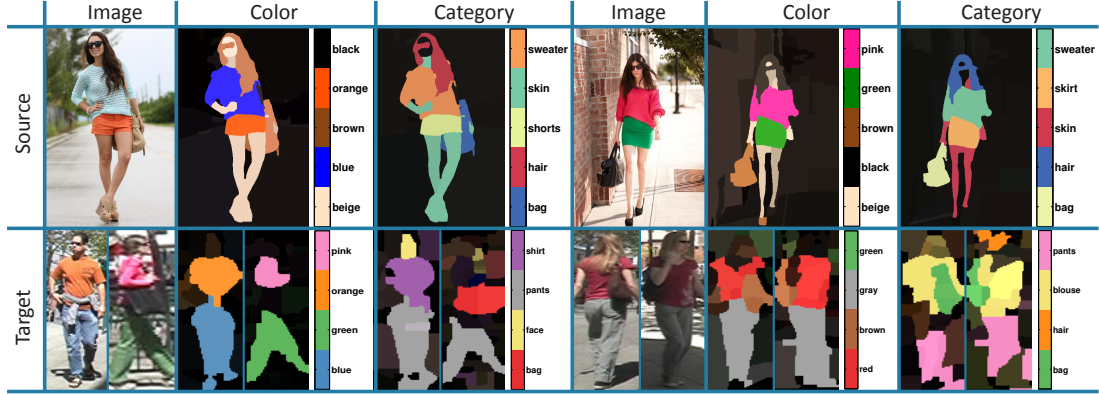 Image Color Category Image Color Category
Source
black
orange
brown
blue
beige
sweater
skin
shorts
hair
bag
pink
green
brown
black
beige
sweater
skirt
skin
hair
bag
Target
pink
orange
green
blue
shirt
pants
face
bag
green
gray
brown
red
pants
blouse
hair
bag